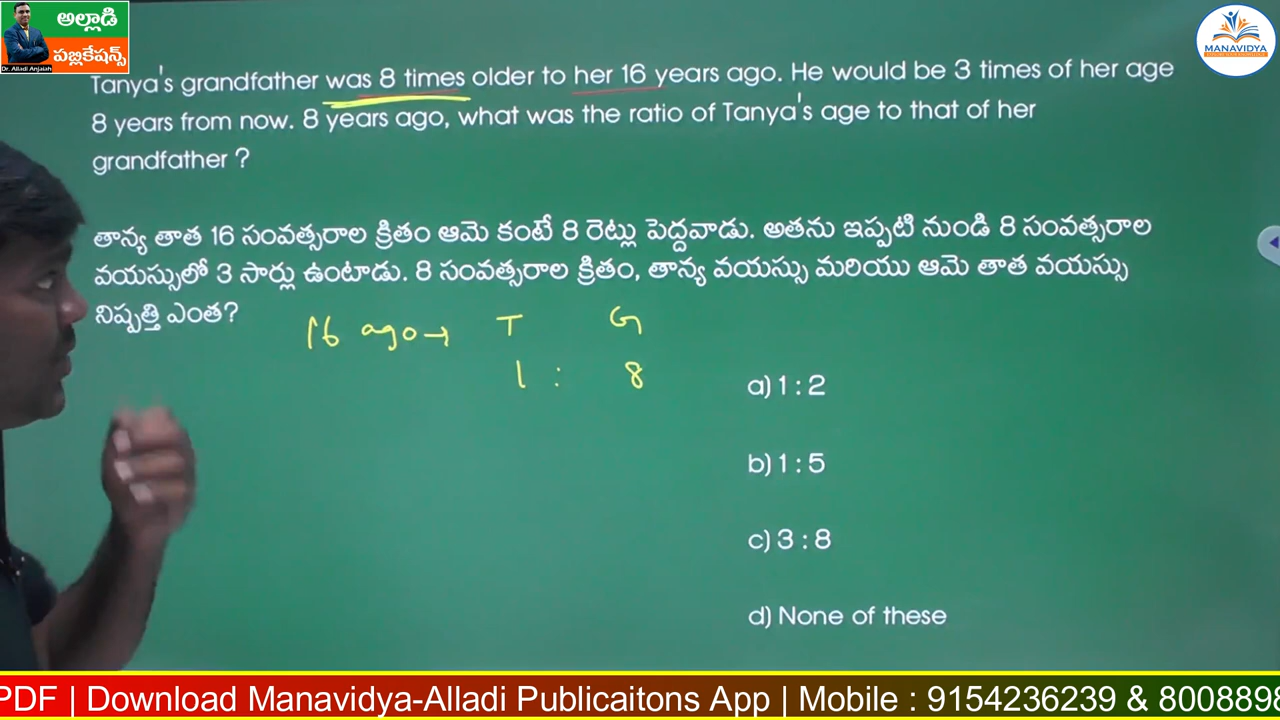 అల్లాడి
పబ్లికేషన్స్
Dr. Alladi Anjaiah
MANAVIDYA
Tanya's grandfather was 8 times older to her 16 years ago. He would be 3 times of her age
8 years from now. 8 years ago, what was the ratio of Tanya's age to that of her
grandfather ?
తాన్య తాత 16 సంవత్సరాల క్రితం ఆమె కంటే 8 రెట్లు పెద్దవాడు. అతను ఇప్పటి నుండి 8 సంవత్సరాల
వయస్సులో 3 సార్లు ఉంటాడు. 8 సంవత్సరాల క్రితం, తాన్య వయస్సు మరియు ఆమె తాత వయస్సు
నిష్పత్తి ఎంత?
16 ago→ T G
1 : 8
a) 1 : 2
b) 1 : 5
c) 3 : 8
d) None of these
PDF | Download Manavidya-Alladi Publicaitons App | Mobile : 9154236239 & 8008898